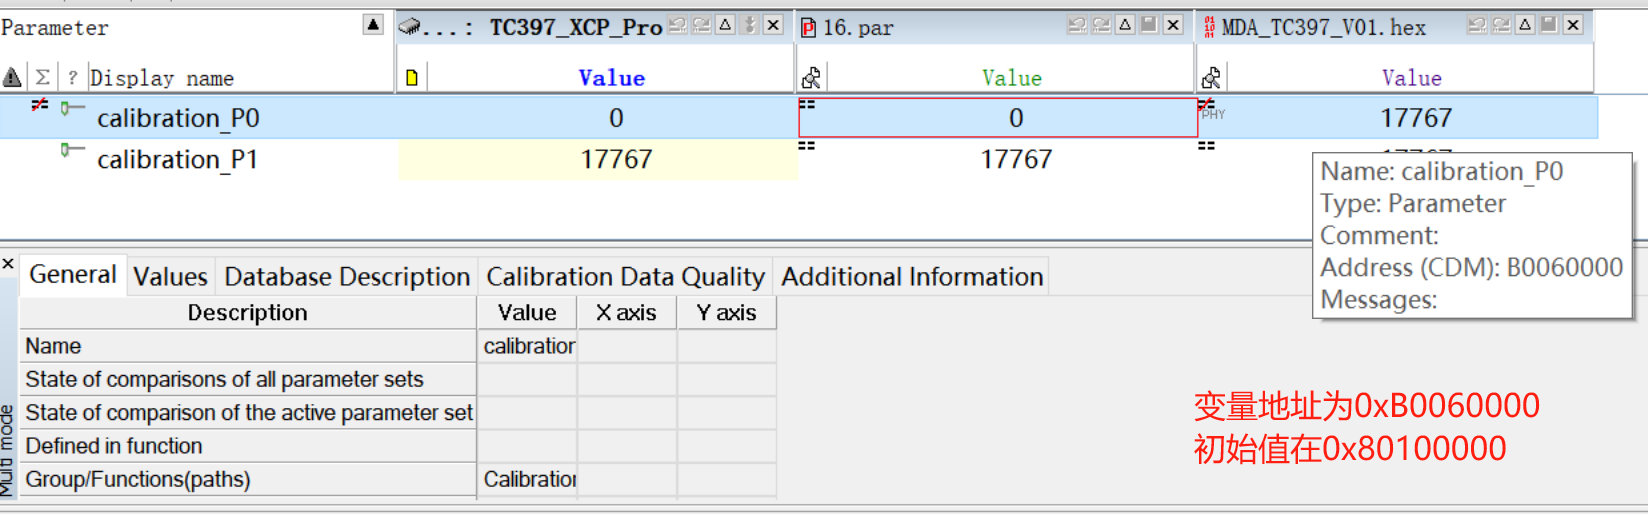 Parameter ...: TC397_XCP_Pro 16.par MDA_TC397_V01.hex
Σ ? Display name Value Value Value
calibration_P0 0 0 PHY 17767
calibration_P1 17767 17767
Name: calibration_P0
Type: Parameter
Comment:
Address (CDM): B0060000
Messages:
General Values Database Description Calibration Data Quality Additional Information
Description Value X axis Y axis
Name calibration
State of comparisons of all parameter sets
State of comparison of the active parameter set
Defined in function
Group/Functions(paths) Calibration
Multi mode
变量地址为0xB0060000
初始值在0x80100000